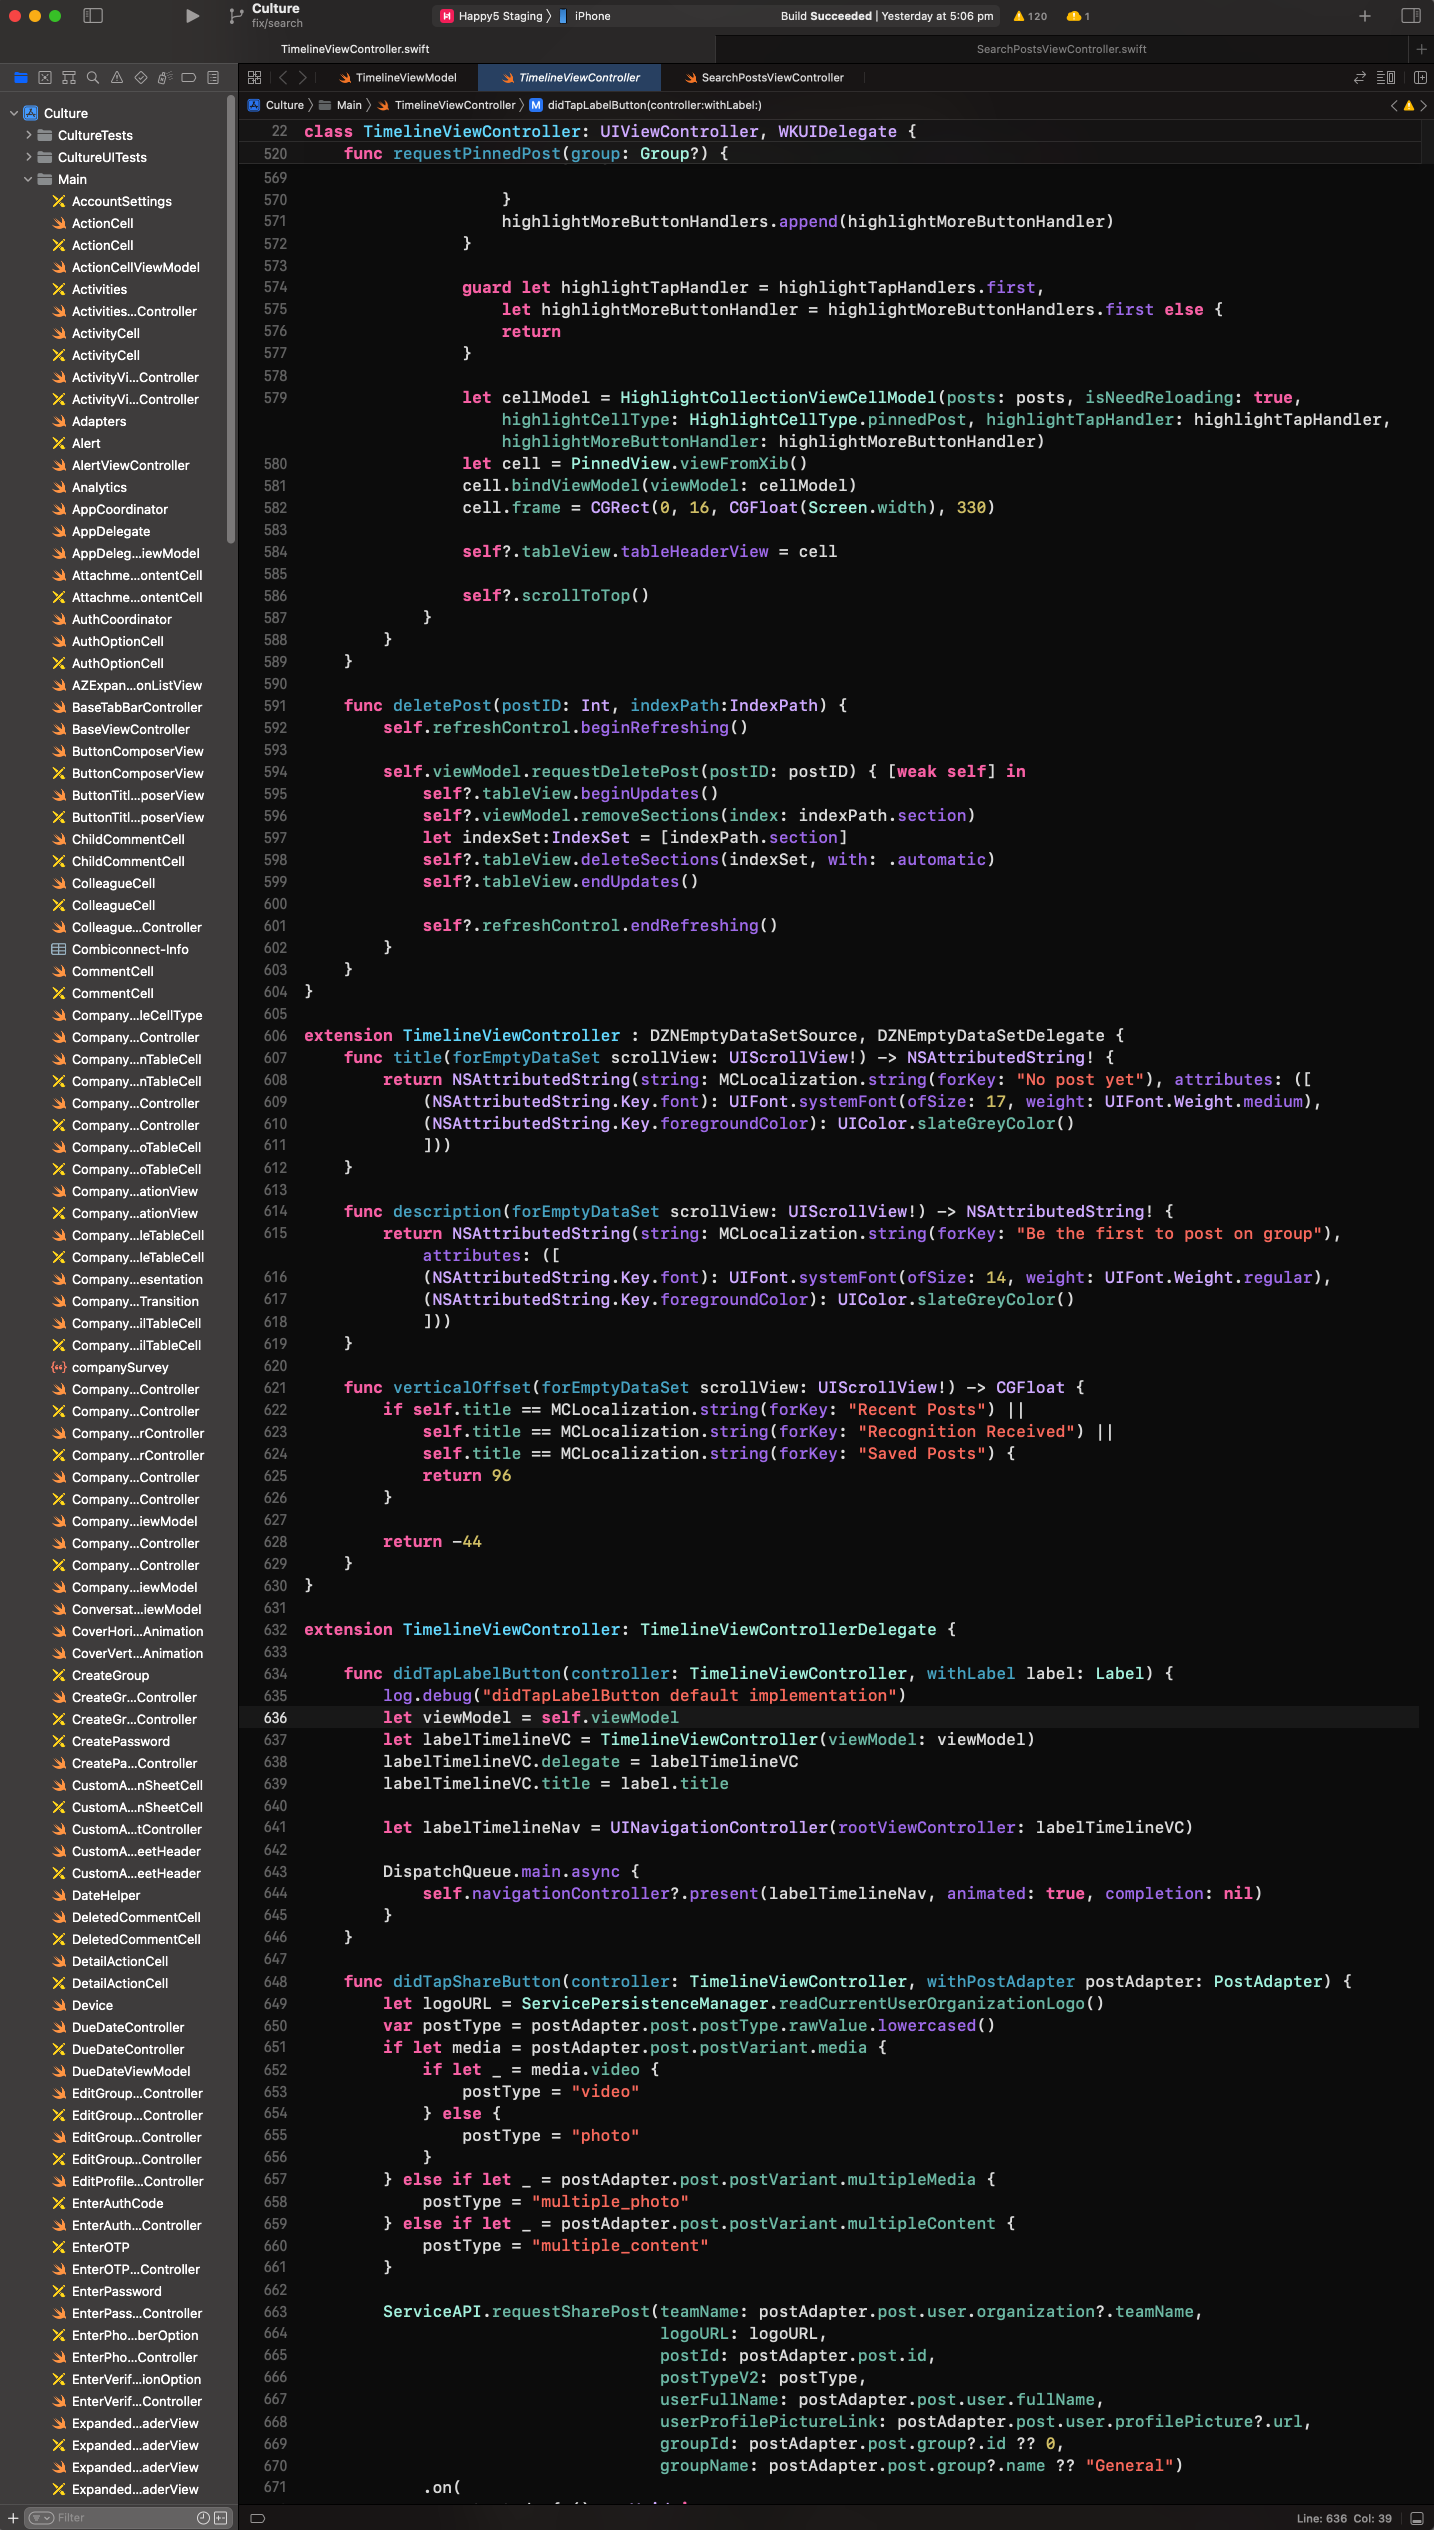 Culture
fix/search
Happy5 Staging
iPhone
Build Succeeded | Yesterday at 5:06 pm
120
1
TimelineViewController.swift
SearchPostsViewController.swift
TimelineViewModel
TimelineViewController
SearchPostsViewController
Culture
Main
TimelineViewController
M didTapLabelButton(controller:withLabel:)
Culture
CultureTests
CultureUITests
Main
AccountSettings
ActionCell
ActionCell
ActionCellViewModel
Activities
Activities...Controller
ActivityCell
ActivityCell
ActivityVi...Controller
ActivityVi...Controller
Adapters
Alert
AlertViewController
Analytics
AppCoordinator
AppDelegate
AppDeleg...iewModel
Attachme...ontentCell
Attachme...ontentCell
AuthCoordinator
AuthOptionCell
AuthOptionCell
AZExpan...onListView
BaseTabBarController
BaseViewController
ButtonComposerView
ButtonComposerView
ButtonTitl...poserView
ButtonTitl...poserView
ChildCommentCell
ChildCommentCell
ColleagueCell
ColleagueCell
Colleague...Controller
Combiconnect-Info
CommentCell
CommentCell
Company...leCellType
Company...Controller
Company...nTableCell
Company...nTableCell
Company...Controller
Company...Controller
Company...oTableCell
Company...oTableCell
Company...ationView
Company...ationView
Company...leTableCell
Company...leTableCell
Company...esentation
Company...Transition
Company...ilTableCell
Company...ilTableCell
companySurvey
Company...Controller
Company...Controller
Company...rController
Company...rController
Company...Controller
Company...Controller
Company...iewModel
Company...Controller
Company...Controller
Company...iewModel
Conversat...iewModel
CoverHori...Animation
CoverVert...Animation
CreateGroup
CreateGr...Controller
CreateGr...Controller
CreatePassword
CreatePa...Controller
CustomA...nSheetCell
CustomA...nSheetCell
CustomA...tController
CustomA...eetHeader
CustomA...eetHeader
DateHelper
DeletedCommentCell
DeletedCommentCell
DetailActionCell
DetailActionCell
Device
DueDateController
DueDateController
DueDateViewModel
EditGroup...Controller
EditGroup...Controller
EditGroup...Controller
EditGroup...Controller
EditProfile...Controller
EnterAuthCode
EnterAuth...Controller
EnterOTP
EnterOTP...Controller
EnterPassword
EnterPass...Controller
EnterPho...berOption
EnterPho...Controller
EnterVerif...ionOption
EnterVerif...Controller
Expanded...aderView
Expanded...aderView
Expanded...aderView
Expanded...aderView
Filter
22 class TimelineViewController: UIViewController, WKUIDelegate {
520 func requestPinnedPost(group: Group?) {
569
570 }
571 highlightMoreButtonHandlers.append(highlightMoreButtonHandler)
572 }
573
574 guard let highlightTapHandler = highlightTapHandlers.first,
575 let highlightMoreButtonHandler = highlightMoreButtonHandlers.first else {
576 return
577 }
578
579 let cellModel = HighlightCollectionViewCellModel(posts: posts, isNeedReloading: true,
highlightCellType: HighlightCellType.pinnedPost, highlightTapHandler: highlightTapHandler,
highlightMoreButtonHandler: highlightMoreButtonHandler)
580 let cell = PinnedView.viewFromXib()
581 cell.bindViewModel(viewModel: cellModel)
582 cell.frame = CGRect(0, 16, CGFloat(Screen.width), 330)
583
584 self?.tableView.tableHeaderView = cell
585
586 self?.scrollToTop()
587 }
588 }
589 }
590
591 func deletePost(postID: Int, indexPath:IndexPath) {
592 self.refreshControl.beginRefreshing()
593
594 self.viewModel.requestDeletePost(postID: postID) { [weak self] in
595 self?.tableView.beginUpdates()
596 self?.viewModel.removeSections(index: indexPath.section)
597 let indexSet:IndexSet = [indexPath.section]
598 self?.tableView.deleteSections(indexSet, with: .automatic)
599 self?.tableView.endUpdates()
600
601 self?.refreshControl.endRefreshing()
602 }
603 }
604 }
605
606 extension TimelineViewController : DZNEmptyDataSetSource, DZNEmptyDataSetDelegate {
607 func title(forEmptyDataSet scrollView: UIScrollView!) -> NSAttributedString! {
608 return NSAttributedString(string: MCLocalization.string(forKey: "No post yet"), attributes: ([
609 (NSAttributedString.Key.font): UIFont.systemFont(ofSize: 17, weight: UIFont.Weight.medium),
610 (NSAttributedString.Key.foregroundColor): UIColor.slateGreyColor()
611 ]))
612 }
613
614 func description(forEmptyDataSet scrollView: UIScrollView!) -> NSAttributedString! {
615 return NSAttributedString(string: MCLocalization.string(forKey: "Be the first to post on group"),
attributes: ([
616 (NSAttributedString.Key.font): UIFont.systemFont(ofSize: 14, weight: UIFont.Weight.regular),
617 (NSAttributedString.Key.foregroundColor): UIColor.slateGreyColor()
618 ]))
619 }
620
621 func verticalOffset(forEmptyDataSet scrollView: UIScrollView!) -> CGFloat {
622 if self.title == MCLocalization.string(forKey: "Recent Posts") ||
623 self.title == MCLocalization.string(forKey: "Recognition Received") ||
624 self.title == MCLocalization.string(forKey: "Saved Posts") {
625 return 96
626 }
627
628 return -44
629 }
630 }
631
632 extension TimelineViewController: TimelineViewControllerDelegate {
633
634 func didTapLabelButton(controller: TimelineViewController, withLabel label: Label) {
635 log.debug("didTapLabelButton default implementation")
636 let viewModel = self.viewModel
637 let labelTimelineVC = TimelineViewController(viewModel: viewModel)
638 labelTimelineVC.delegate = labelTimelineVC
639 labelTimelineVC.title = label.title
640
641 let labelTimelineNav = UINavigationController(rootViewController: labelTimelineVC)
642
643 DispatchQueue.main.async {
644 self.navigationController?.present(labelTimelineNav, animated: true, completion: nil)
645 }
646 }
647
648 func didTapShareButton(controller: TimelineViewController, withPostAdapter postAdapter: PostAdapter) {
649 let logoURL = ServicePersistenceManager.readCurrentUserOrganizationLogo()
650 var postType = postAdapter.post.postType.rawValue.lowercased()
651 if let media = postAdapter.post.postVariant.media {
652 if let _ = media.video {
653 postType = "video"
654 } else {
655 postType = "photo"
656 }
657 } else if let _ = postAdapter.post.postVariant.multipleMedia {
658 postType = "multiple_photo"
659 } else if let _ = postAdapter.post.postVariant.multipleContent {
660 postType = "multiple_content"
661 }
662
663 ServiceAPI.requestSharePost(teamName: postAdapter.post.user.organization?.teamName,
664 logoURL: logoURL,
665 postId: postAdapter.post.id,
666 postTypeV2: postType,
667 userFullName: postAdapter.post.user.fullName,
668 userProfilePictureLink: postAdapter.post.user.profilePicture?.url,
669 groupId: postAdapter.post.group?.id ?? 0,
670 groupName: postAdapter.post.group?.name ?? "General")
671 .on(
Line: 636 Col: 39